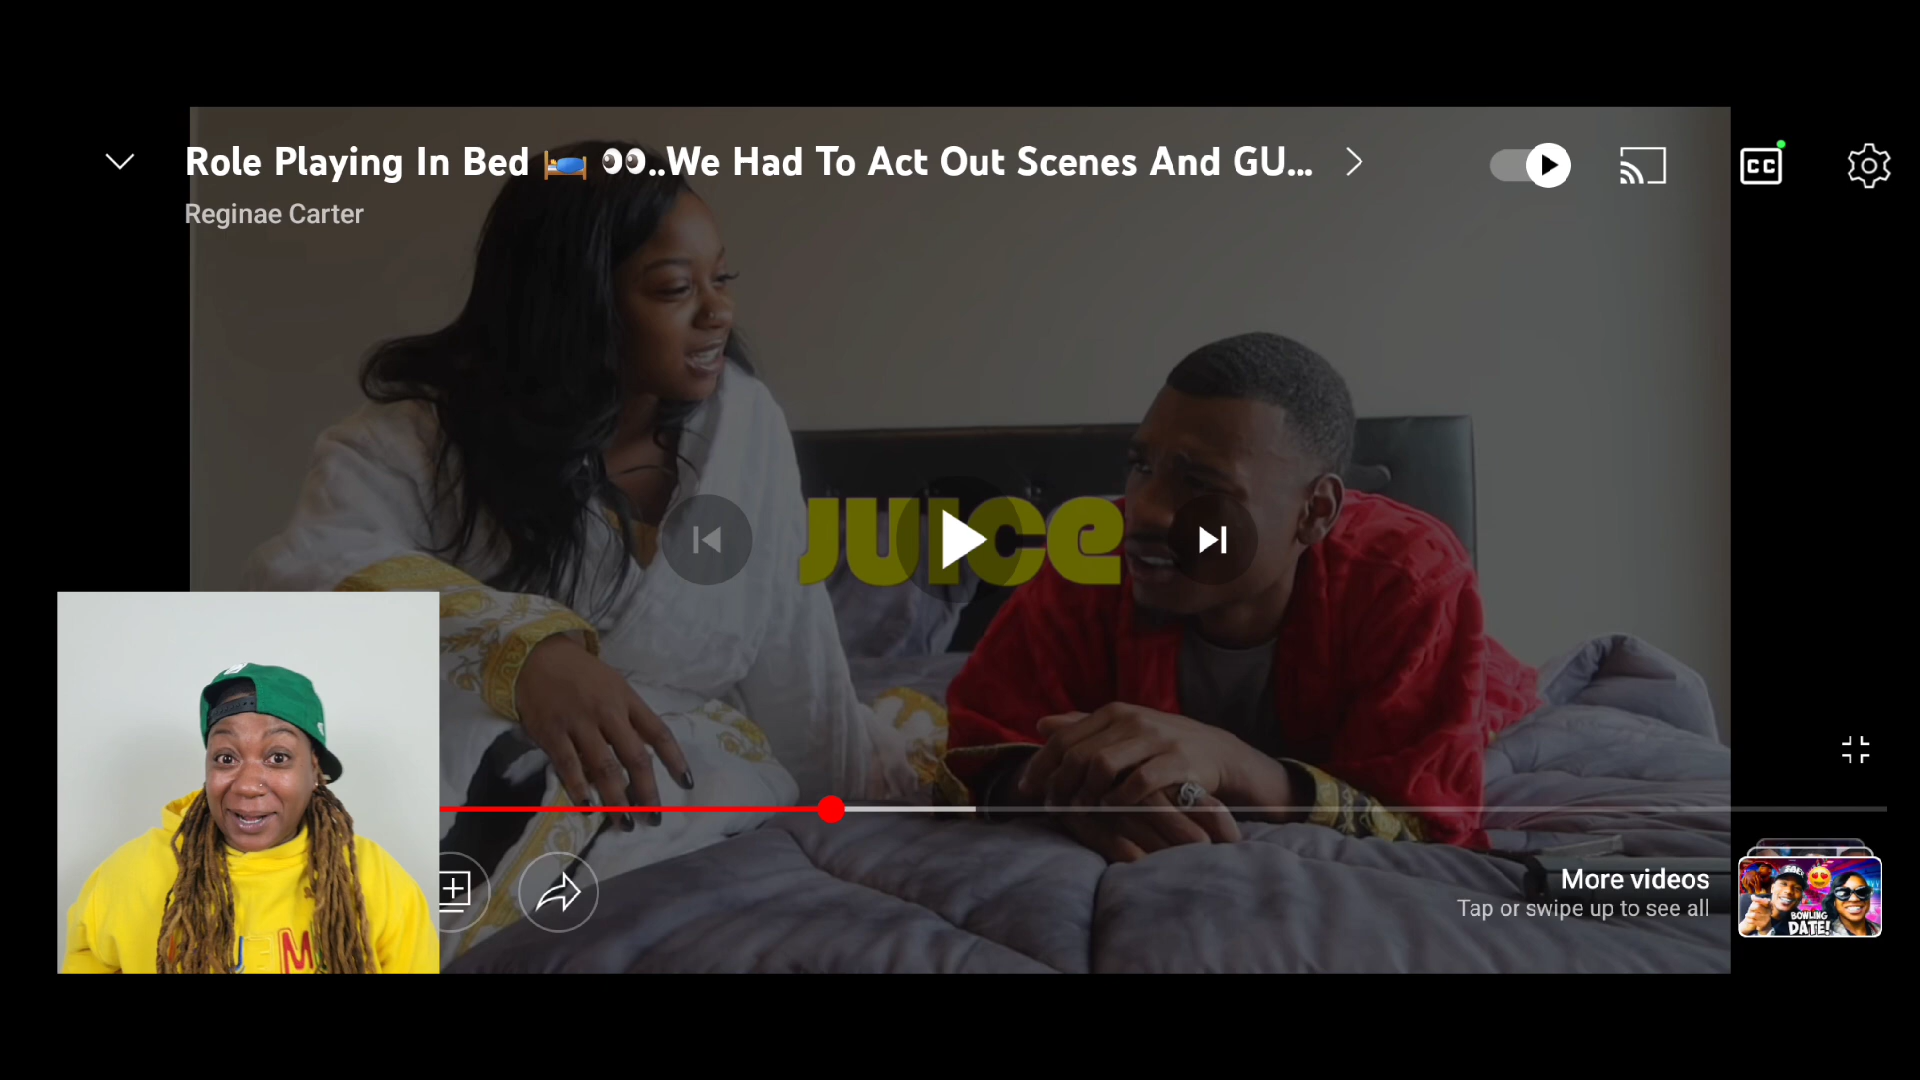 Role Playing In Bed 🛌 👀..We Had To Act Out Scenes And GU...
Reginae Carter
CC
JUICE
More videos
Tap or swipe up to see all
BOWLING
DATE!